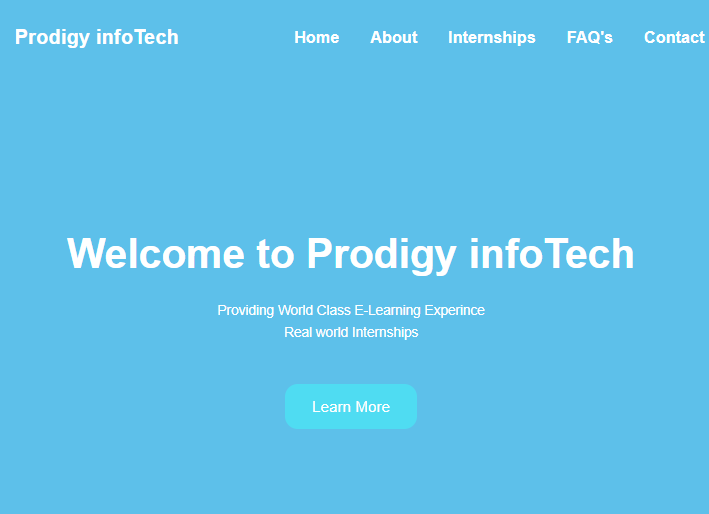 Prodigy infoTech
Home About Internships FAQ's Contact
Welcome to Prodigy infoTech
Providing World Class E-Learning Experince
Real world Internships
Learn More